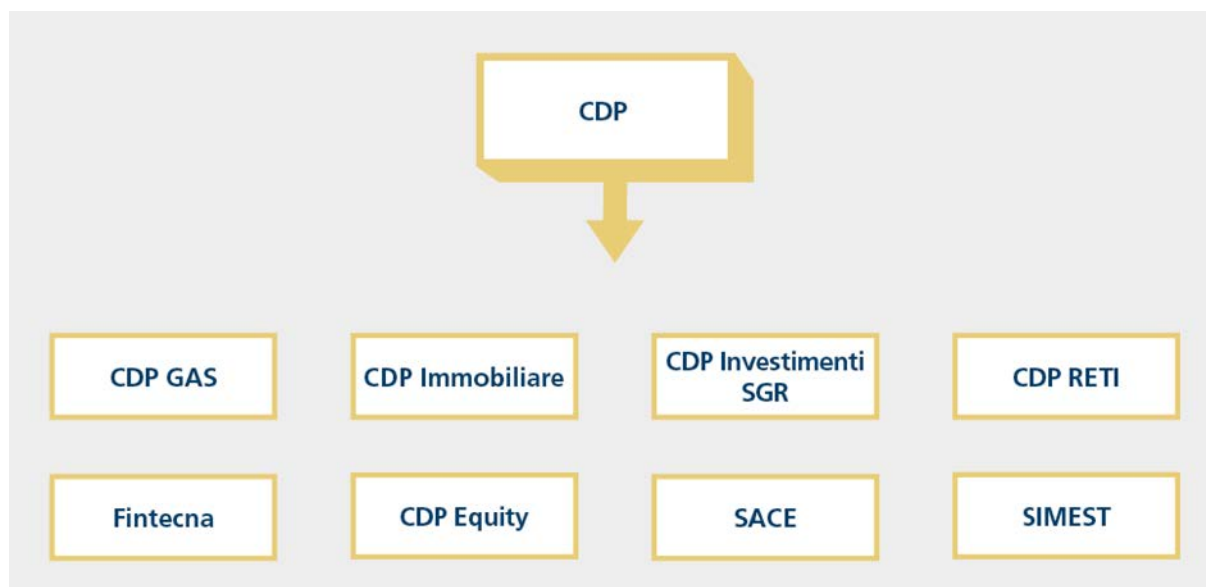 CDP
CDP GAS
CDP Immobiliare
CDP Investimenti
SGR
CDP RETI
Fintecna
CDP Equity
SACE
SIMEST